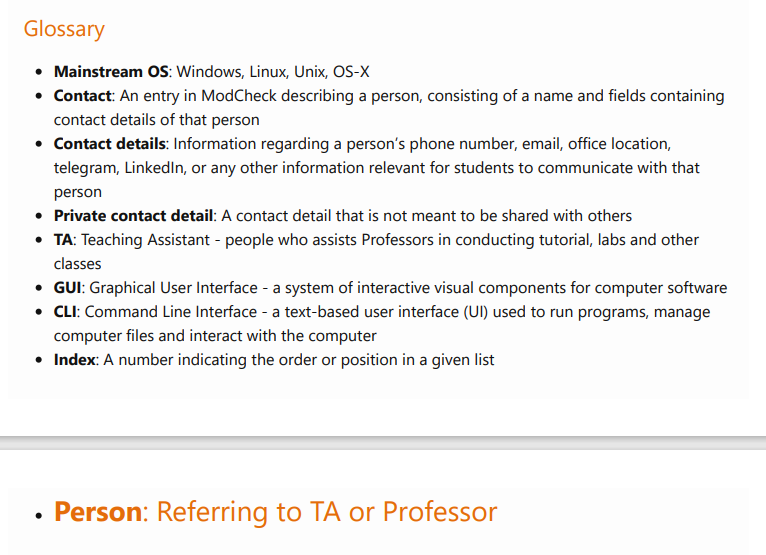 Glossary
• Mainstream OS: Windows, Linux, Unix, OS-X
• Contact: An entry in ModCheck describing a person, consisting of a name and fields containing
contact details of that person
• Contact details: Information regarding a person’s phone number, email, office location,
telegram, LinkedIn, or any other information relevant for students to communicate with that
person
• Private contact detail: A contact detail that is not meant to be shared with others
• TA: Teaching Assistant - people who assists Professors in conducting tutorial, labs and other
classes
• GUI: Graphical User Interface - a system of interactive visual components for computer software
• CLI: Command Line Interface - a text-based user interface (UI) used to run programs, manage
computer files and interact with the computer
• Index: A number indicating the order or position in a given list
• Person: Referring to TA or Professor